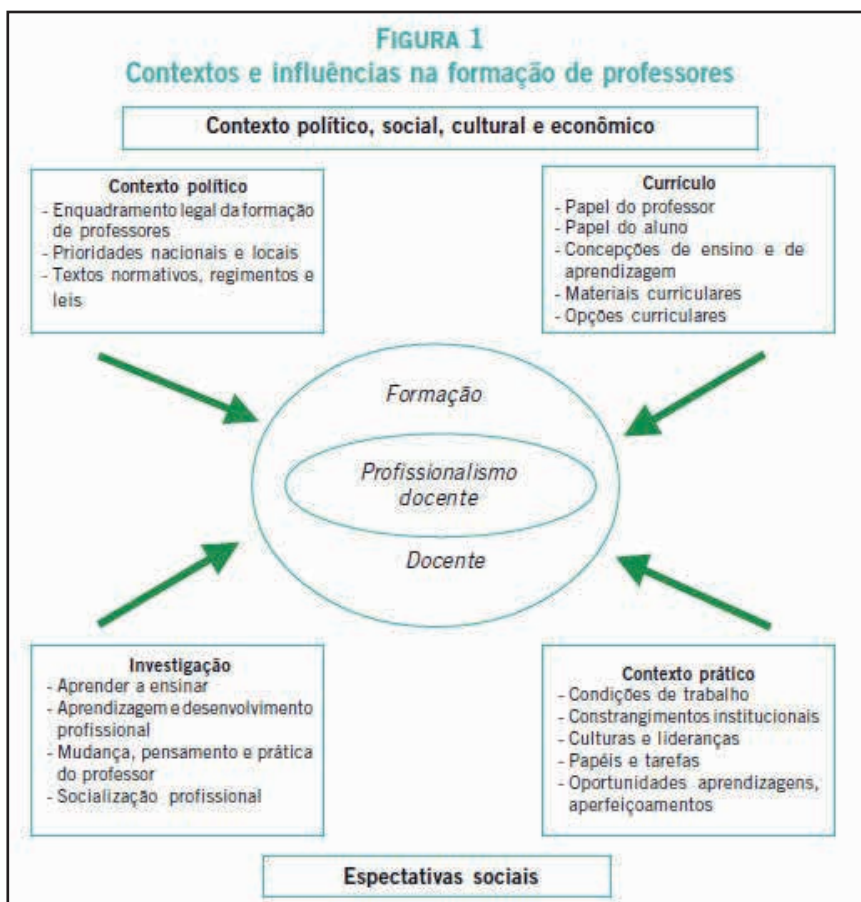 FIGURA 1
Contextos e influências na formação de professores
Contexto político, social, cultural e econômico
Contexto político
- Enquadramento legal da formação
de professores
- Prioridades nacionais e locais
- Textos normativos, regimentos e
leis
Currículo
- Papel do professor
- Papel do aluno
- Concepções de ensino e de
aprendizagem
- Materiais curriculares
- Opções curriculares
Formação
Profissionalismo
docente
Docente
Investigação
- Aprender a ensinar
- Aprendizagem e desenvolvimento
profissional
- Mudança, pensamento e prática
do professor
- Socialização profissional
Contexto prático
- Condições de trabalho
- Constrangimentos institucionais
- Culturas e lideranças
- Papéis e tarefas
- Oportunidades aprendizagens,
aperfeiçoamentos
Espectativas sociais